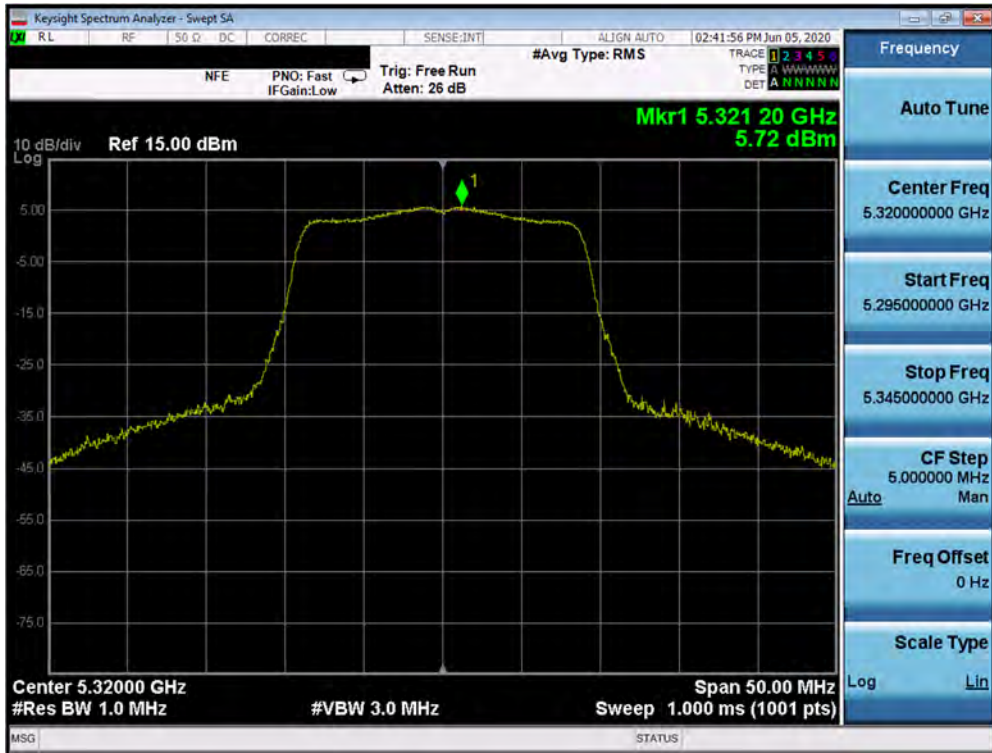 Keysight Spectrum Analyzer - Swept SA
LXI RL RF 50 Ω DC CORREC SENSE:INT ALIGN AUTO 02:41:56 PM Jun 05, 2020
#Avg Type: RMS
TRACE 1 2 3 4 5 6
TYPE A WWWWW
DET A N N N N N
NFE PNO: Fast Trig: Free Run
IFGain:Low Atten: 26 dB
Mkr1 5.321 20 GHz
5.72 dBm
10 dB/div Ref 15.00 dBm
Log
1
5.00
-5.00
-15.0
-25.0
-35.0
-45.0
-55.0
-65.0
-75.0
Center 5.32000 GHz Span 50.00 MHz
#Res BW 1.0 MHz #VBW 3.0 MHz Sweep 1.000 ms (1001 pts)
MSG STATUS
Frequency
Auto Tune
Center Freq
5.320000000 GHz
Start Freq
5.295000000 GHz
Stop Freq
5.345000000 GHz
CF Step
5.000000 MHz
Auto Man
Freq Offset
0 Hz
Scale Type
Log Lin